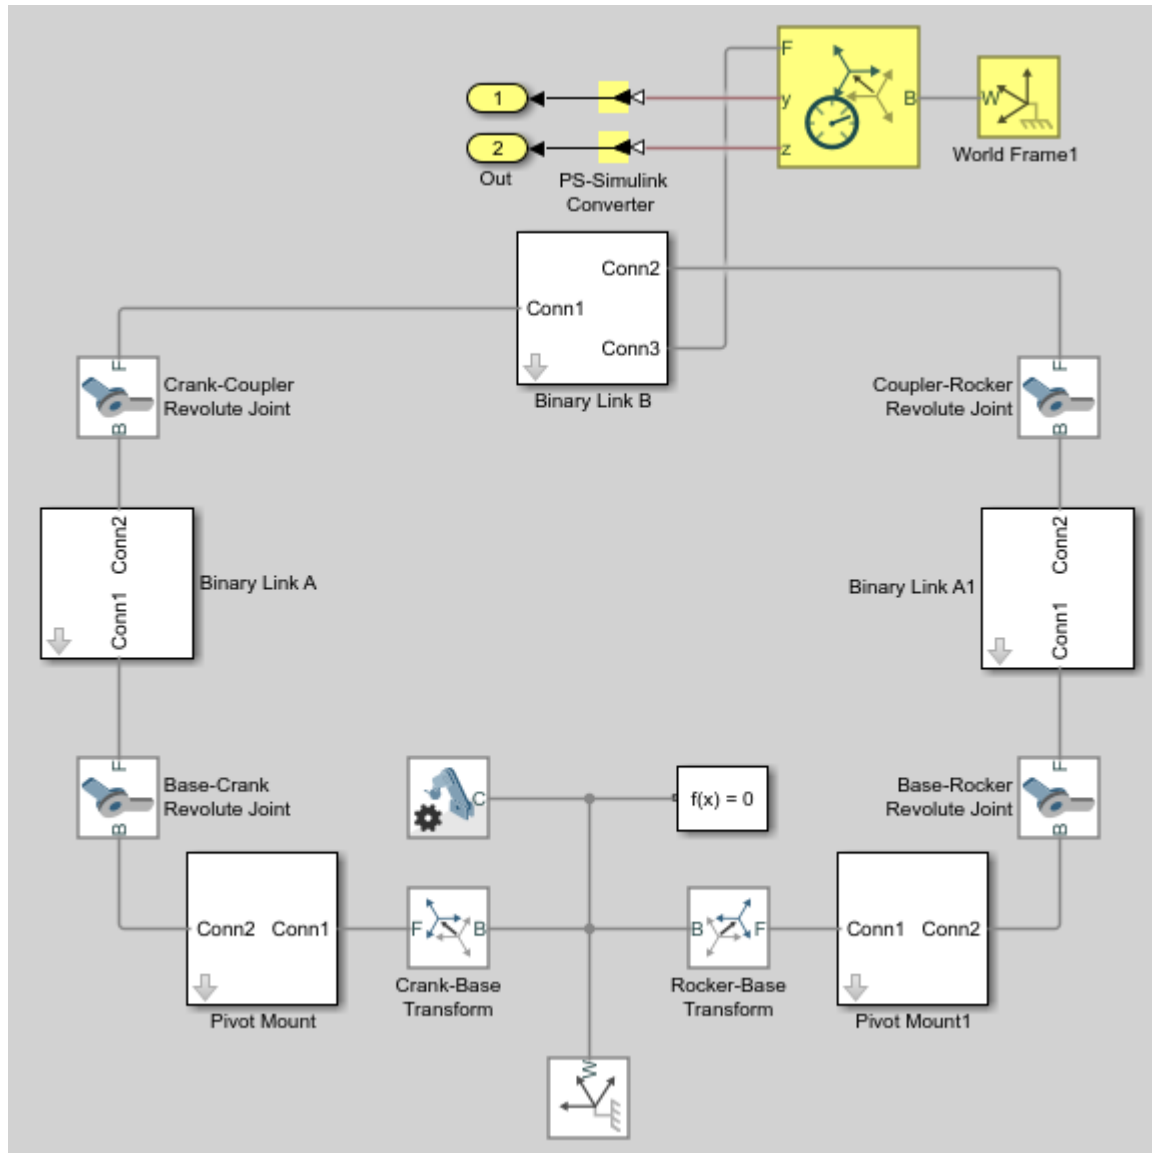 F
1
y
B
W
2
z
World Frame1
Out
PS-Simulink
Converter
Conn2
Conn1
Conn3
Binary Link B
F
Crank-Coupler
Revolute Joint
B
F
Coupler-Rocker
Revolute Joint
B
Conn2
Conn1
Binary Link A
Conn2
Conn1
Binary Link A1
F
Base-Crank
Revolute Joint
B
C
f(x) = 0
F
Base-Rocker
Revolute Joint
B
Conn2 Conn1
Pivot Mount
F B
Crank-Base
Transform
B F
Rocker-Base
Transform
Conn1 Conn2
Pivot Mount1
W